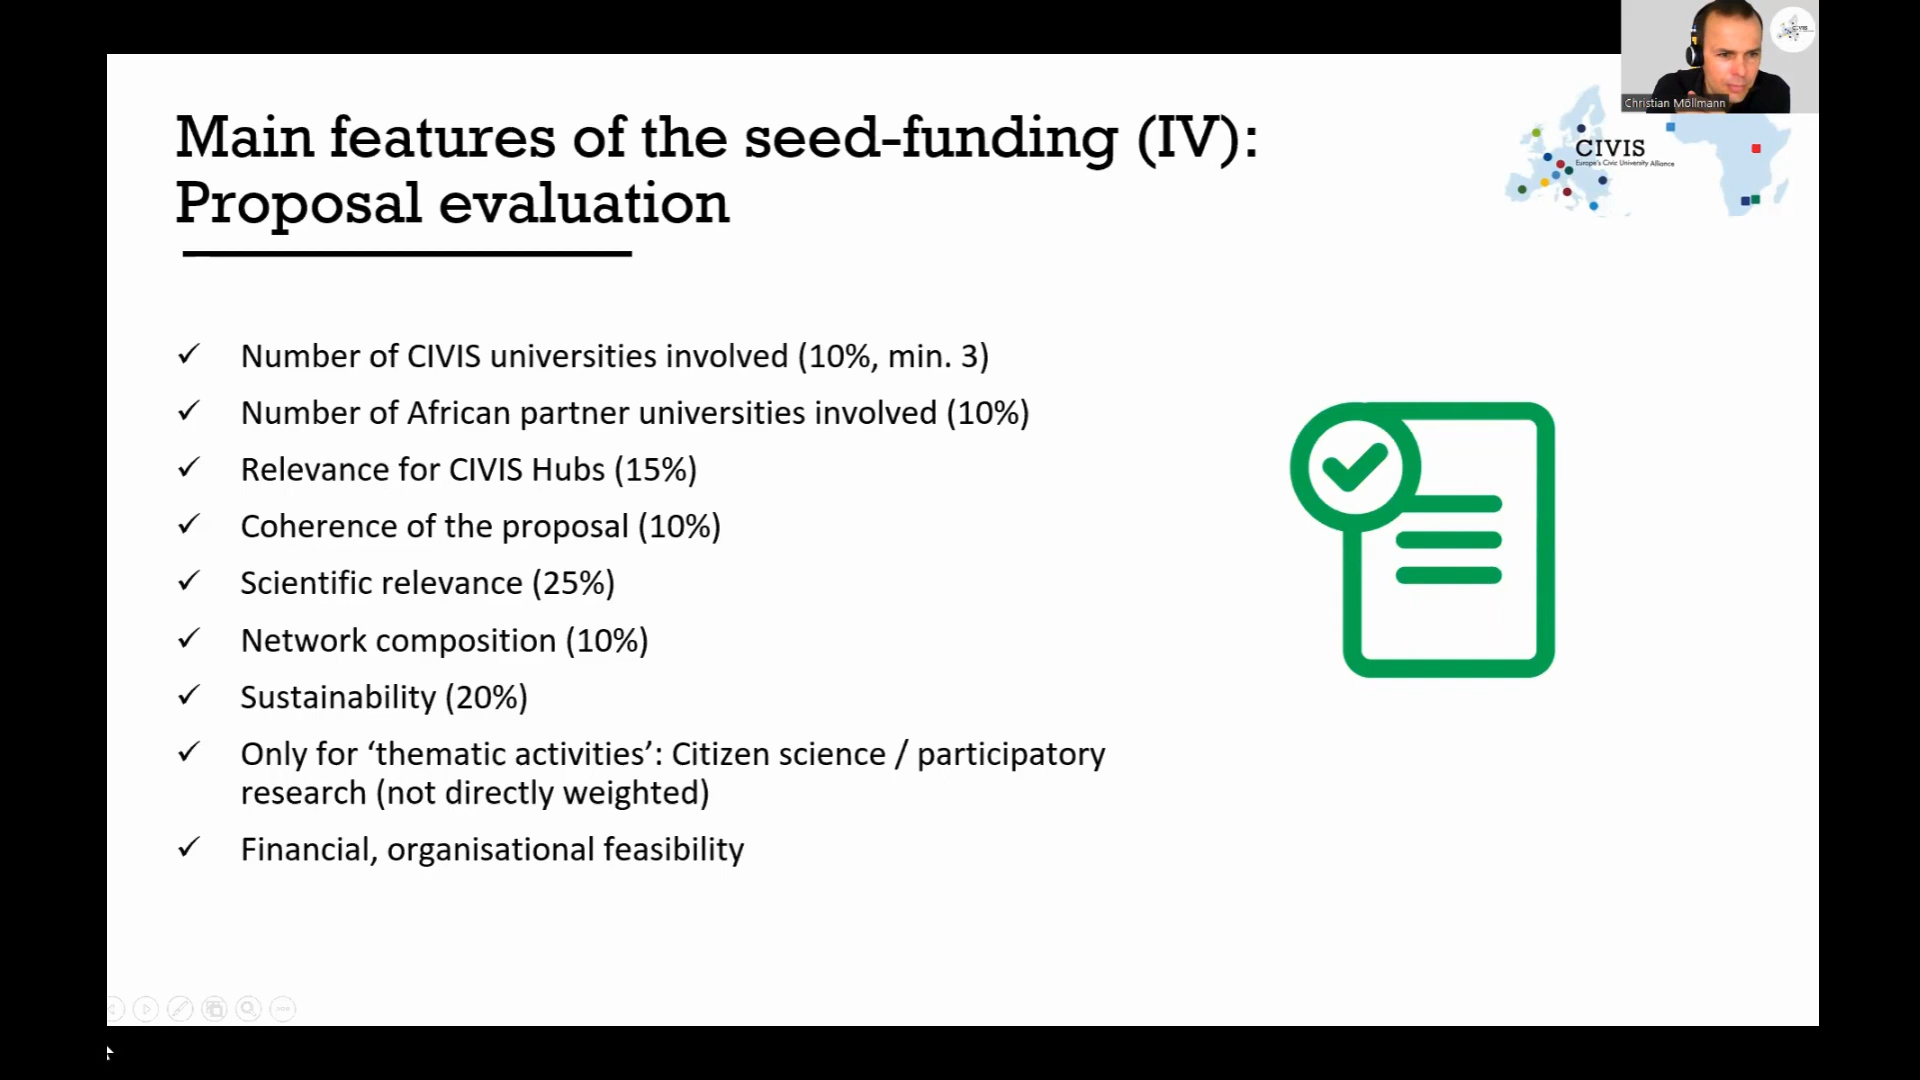 Christian Möllmann
Main features of the seed-funding (IV):
Proposal evaluation
CIVIS
Europe's Civic University Alliance
Number of CIVIS universities involved (10%, min. 3)
Number of African partner universities involved (10%)
Relevance for CIVIS Hubs (15%)
Coherence of the proposal (10%)
Scientific relevance (25%)
Network composition (10%)
Sustainability (20%)
Only for ‘thematic activities’: Citizen science / participatory
research (not directly weighted)
Financial, organisational feasibility